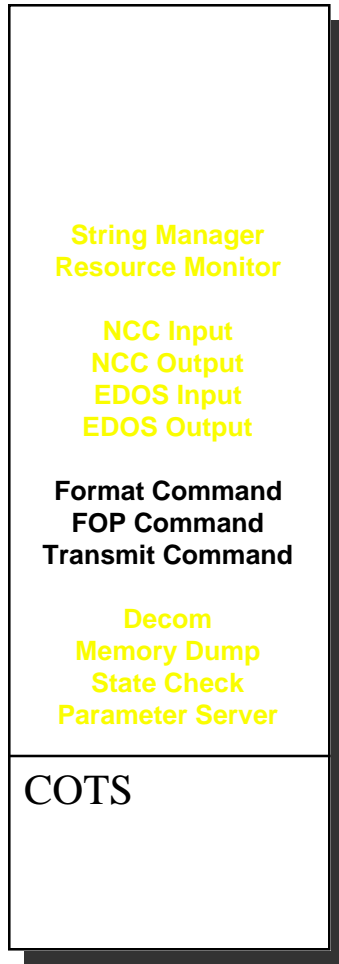 String Manager
Resource Monitor
NCC Input
NCC Output
EDOS Input
EDOS Output
Format Command
FOP Command
Transmit Command
Decom
Memory Dump
State Check
Parameter Server
COTS